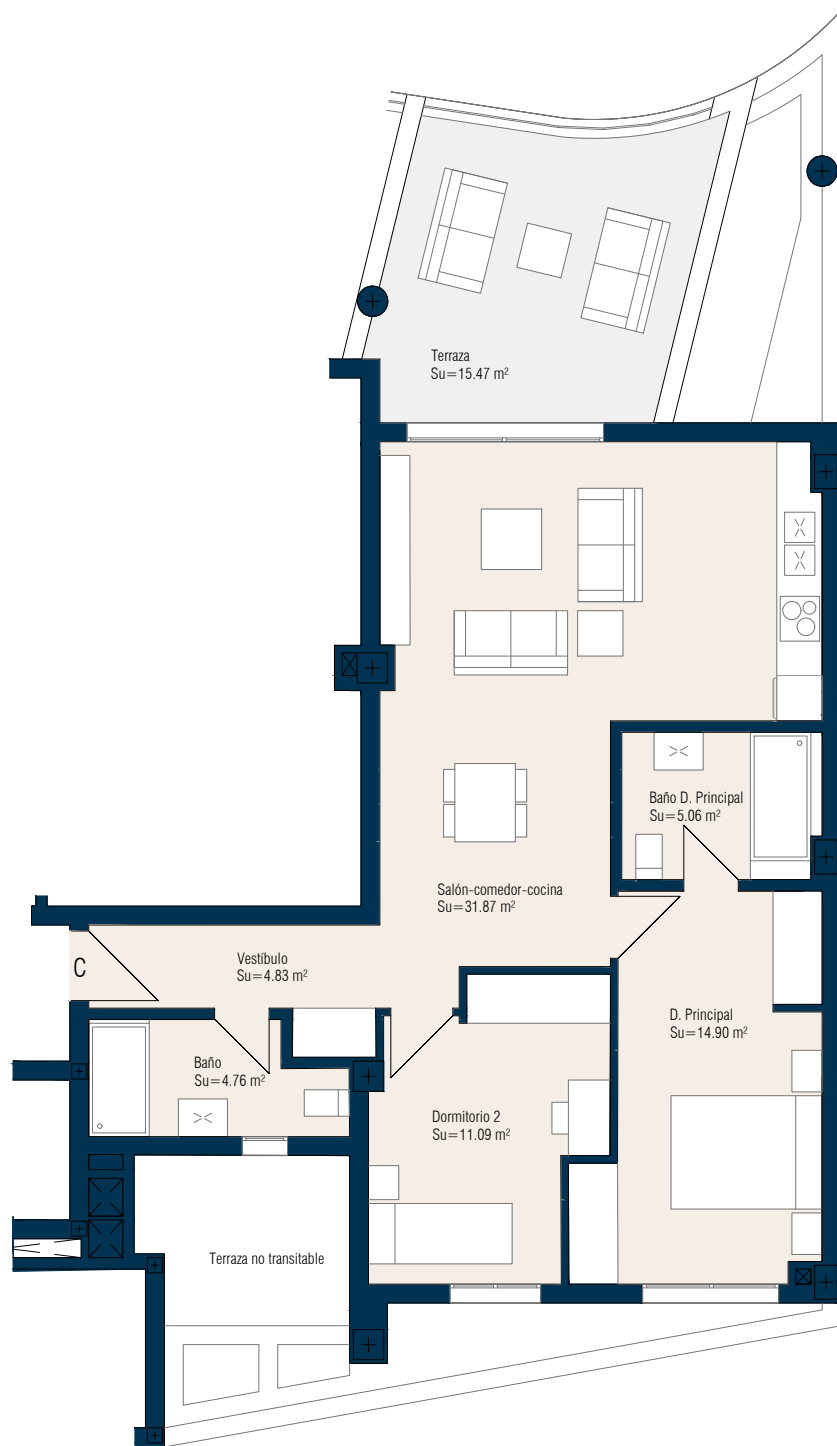 Terraza
Su=15.47 m²
Baño D. Principal
Su=5.06 m²
Salón-comedor-cocina
Su=31.87 m²
Vestíbulo
Su=4.83 m²
C
D. Principal
Su=14.90 m²
Baño
Su=4.76 m²
Dormitorio 2
Su=11.09 m²
Terraza no transitable